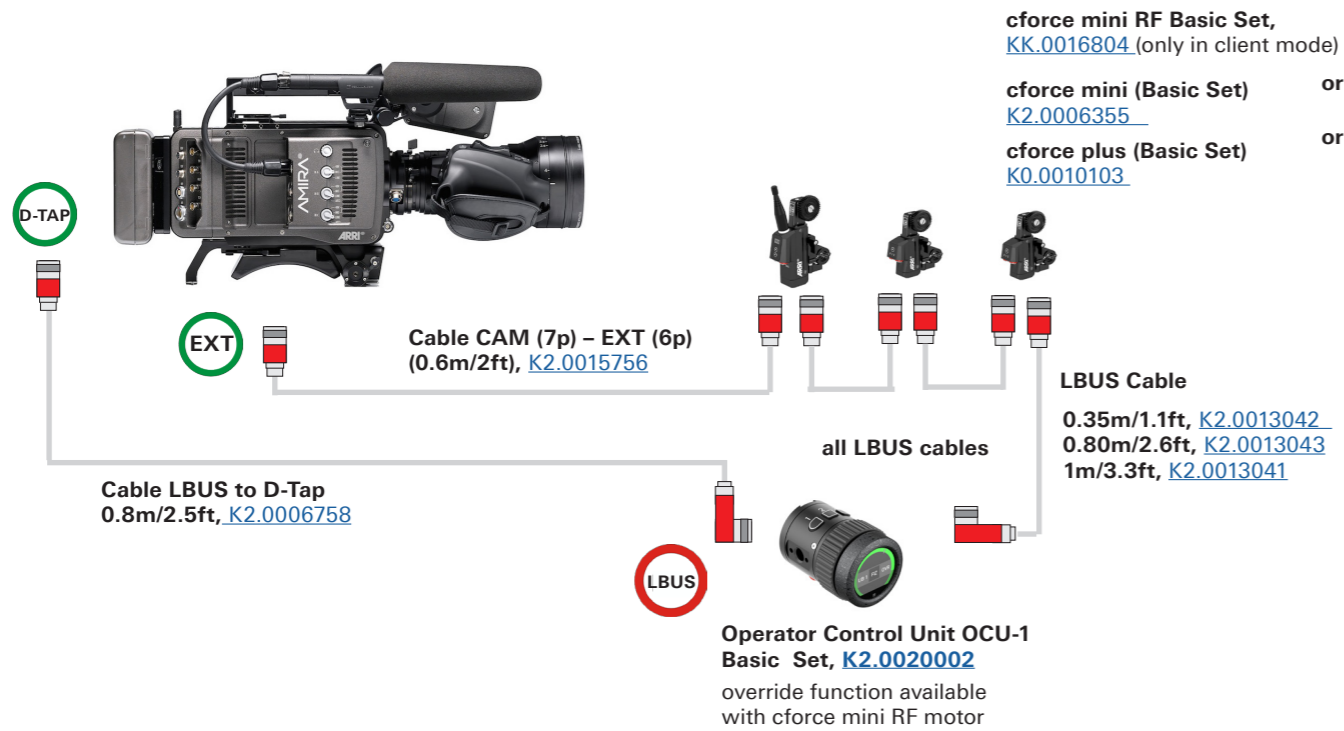 cforce mini RF Basic Set,
KK.0016804 (only in client mode)
or
cforce mini (Basic Set)
K2.0006355
or
cforce plus (Basic Set)
K0.0010103
AMIRA
ARRI
D-TAP
EXT
Cable CAM (7p) – EXT (6p)
(0.6m/2ft), K2.0015756
LBUS Cable
0.35m/1.1ft, K2.0013042
0.80m/2.6ft, K2.0013043
1m/3.3ft, K2.0013041
all LBUS cables
Cable LBUS to D-Tap
0.8m/2.5ft, K2.0006758
LBUS
Operator Control Unit OCU-1
Basic Set, K2.0020002
override function available
with cforce mini RF motor